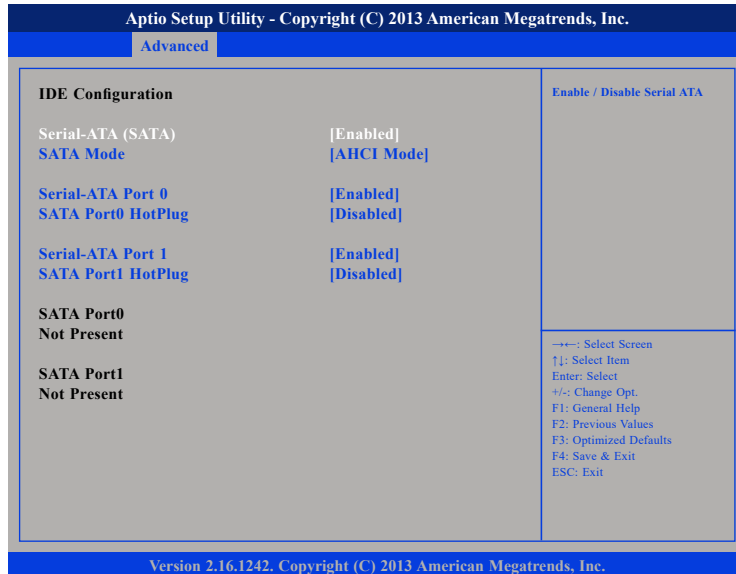 Aptio Setup Utility - Copyright (C) 2013 American Megatrends, Inc.
Advanced
IDE Configuration
Serial-ATA (SATA) [Enabled]
SATA Mode [AHCI Mode]
Serial-ATA Port 0 [Enabled]
SATA Port0 HotPlug [Disabled]
Serial-ATA Port 1 [Enabled]
SATA Port1 HotPlug [Disabled]
SATA Port0
Not Present
SATA Port1
Not Present
Enable / Disable Serial ATA
→←: Select Screen
↑↓: Select Item
Enter: Select
+/-: Change Opt.
F1: General Help
F2: Previous Values
F3: Optimized Defaults
F4: Save & Exit
ESC: Exit
Version 2.16.1242. Copyright (C) 2013 American Megatrends, Inc.